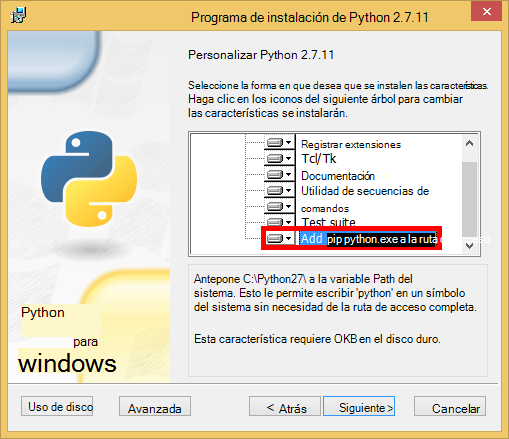 Programa de instalación de Python 2.7.11
Personalizar Python 2.7.11
Seleccione la forma en que desea que se instalen las características.
Haga clic en los iconos del siguiente árbol para cambiar
las características se instalarán.
Registrar extensiones
Tcl/Tk
Documentación
Utilidad de secuencias de
comandos
Test suite
Add pip python.exe a la ruta
Antepone C:\Python27\ a la variable Path del
sistema. Esto le permite escribir 'python' en un símbolo
del sistema sin necesidad de la ruta de acceso completa.
Esta característica requiere 0KB en el disco duro.
Python
para
windows
Uso de disco
Avanzada
< Atrás
Siguiente >
Cancelar